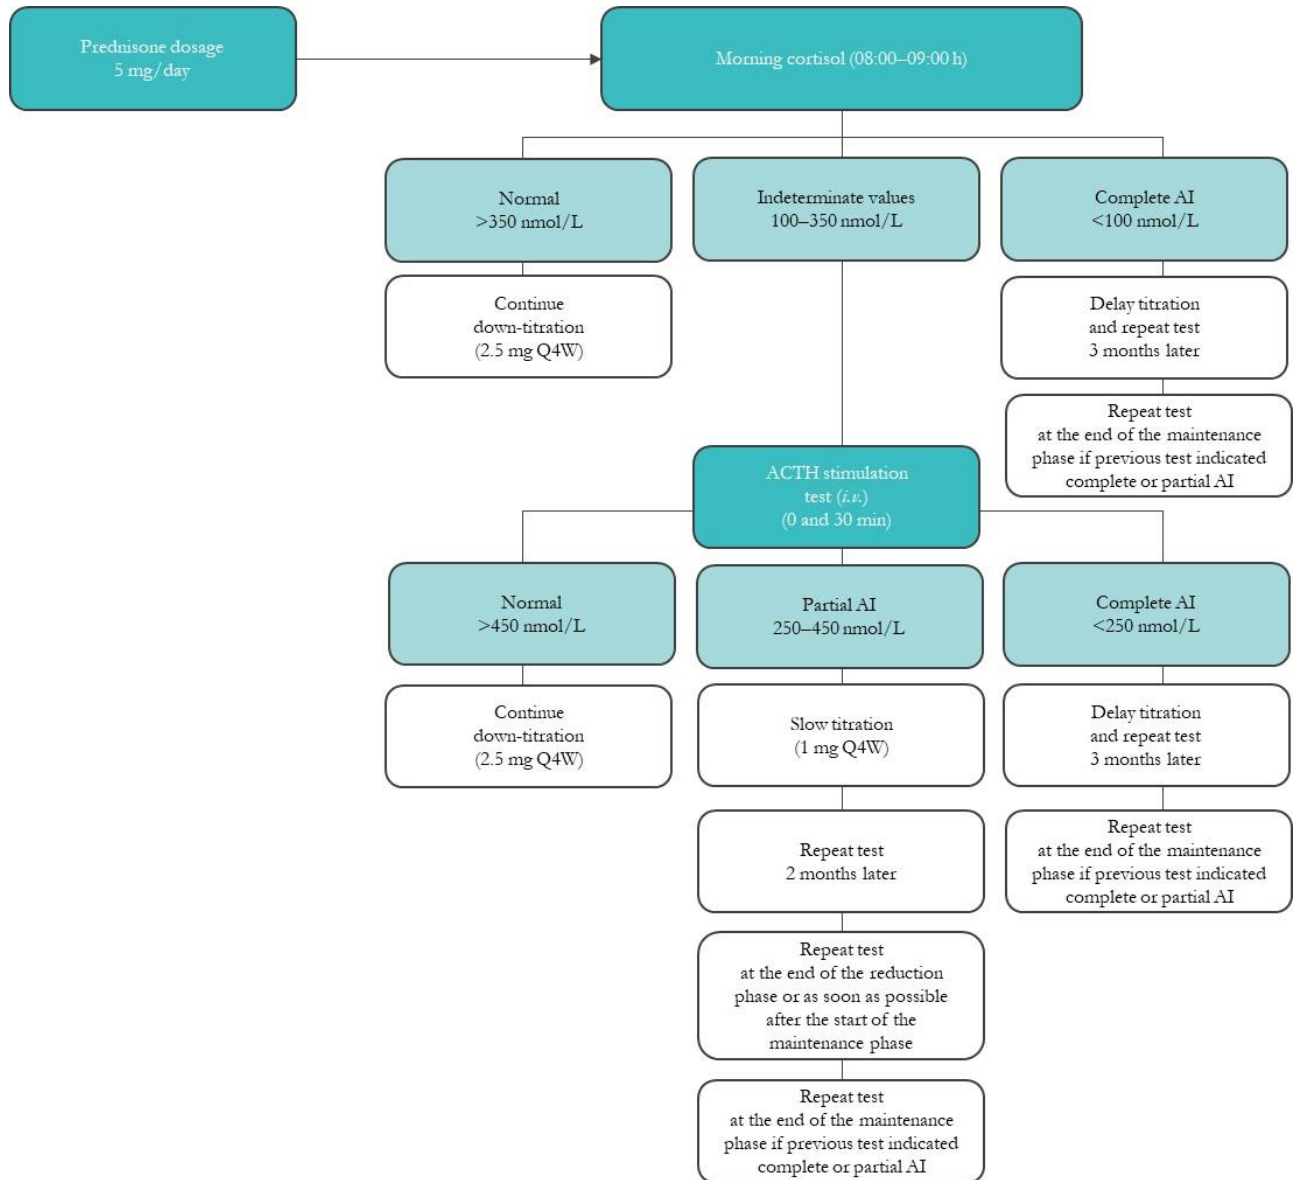 Prednisone dosage
5 mg/day
Morning cortisol (08:00–09:00 h)
Normal
>350 nmol/L
Indeterminate values
100–350 nmol/L
Complete AI
<100 nmol/L
Continue
down-titration
(2.5 mg Q4W)
Delay titration
and repeat test
3 months later
Repeat test
at the end of the maintenance
phase if previous test indicated
complete or partial AI
ACTH stimulation
test (i.v.)
(0 and 30 min)
Normal
>450 nmol/L
Partial AI
250–450 nmol/L
Complete AI
<250 nmol/L
Continue
down-titration
(2.5 mg Q4W)
Slow titration
(1 mg Q4W)
Delay titration
and repeat test
3 months later
Repeat test
2 months later
Repeat test
at the end of the maintenance
phase if previous test indicated
complete or partial AI
Repeat test
at the end of the reduction
phase or as soon as possible
after the start of the
maintenance phase
Repeat test
at the end of the maintenance
phase if previous test indicated
complete or partial AI